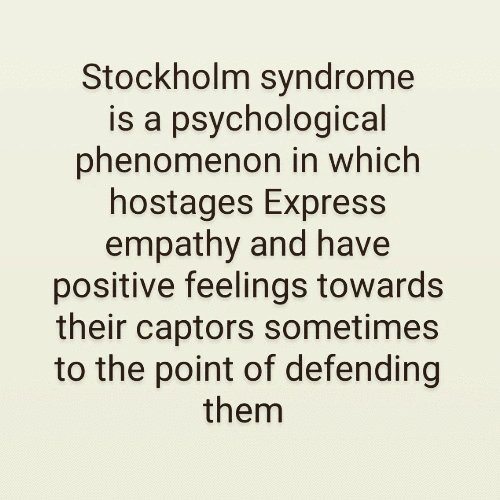 Stockholm syndrome
is a psychological
phenomenon in which
hostages Express
empathy and have
positive feelings towards
their captors sometimes
to the point of defending
them